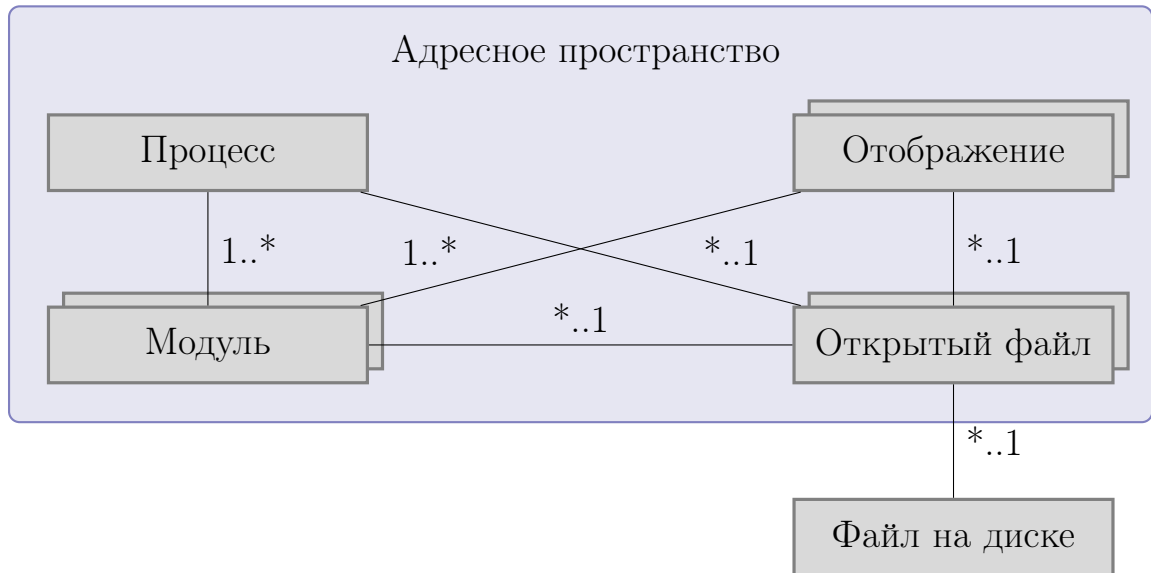 Адресное пространство
Процесс
Отображение
1..*
1..*
*..1
*..1
*..1
Модуль
Открытый файл
*..1
Файл на диске